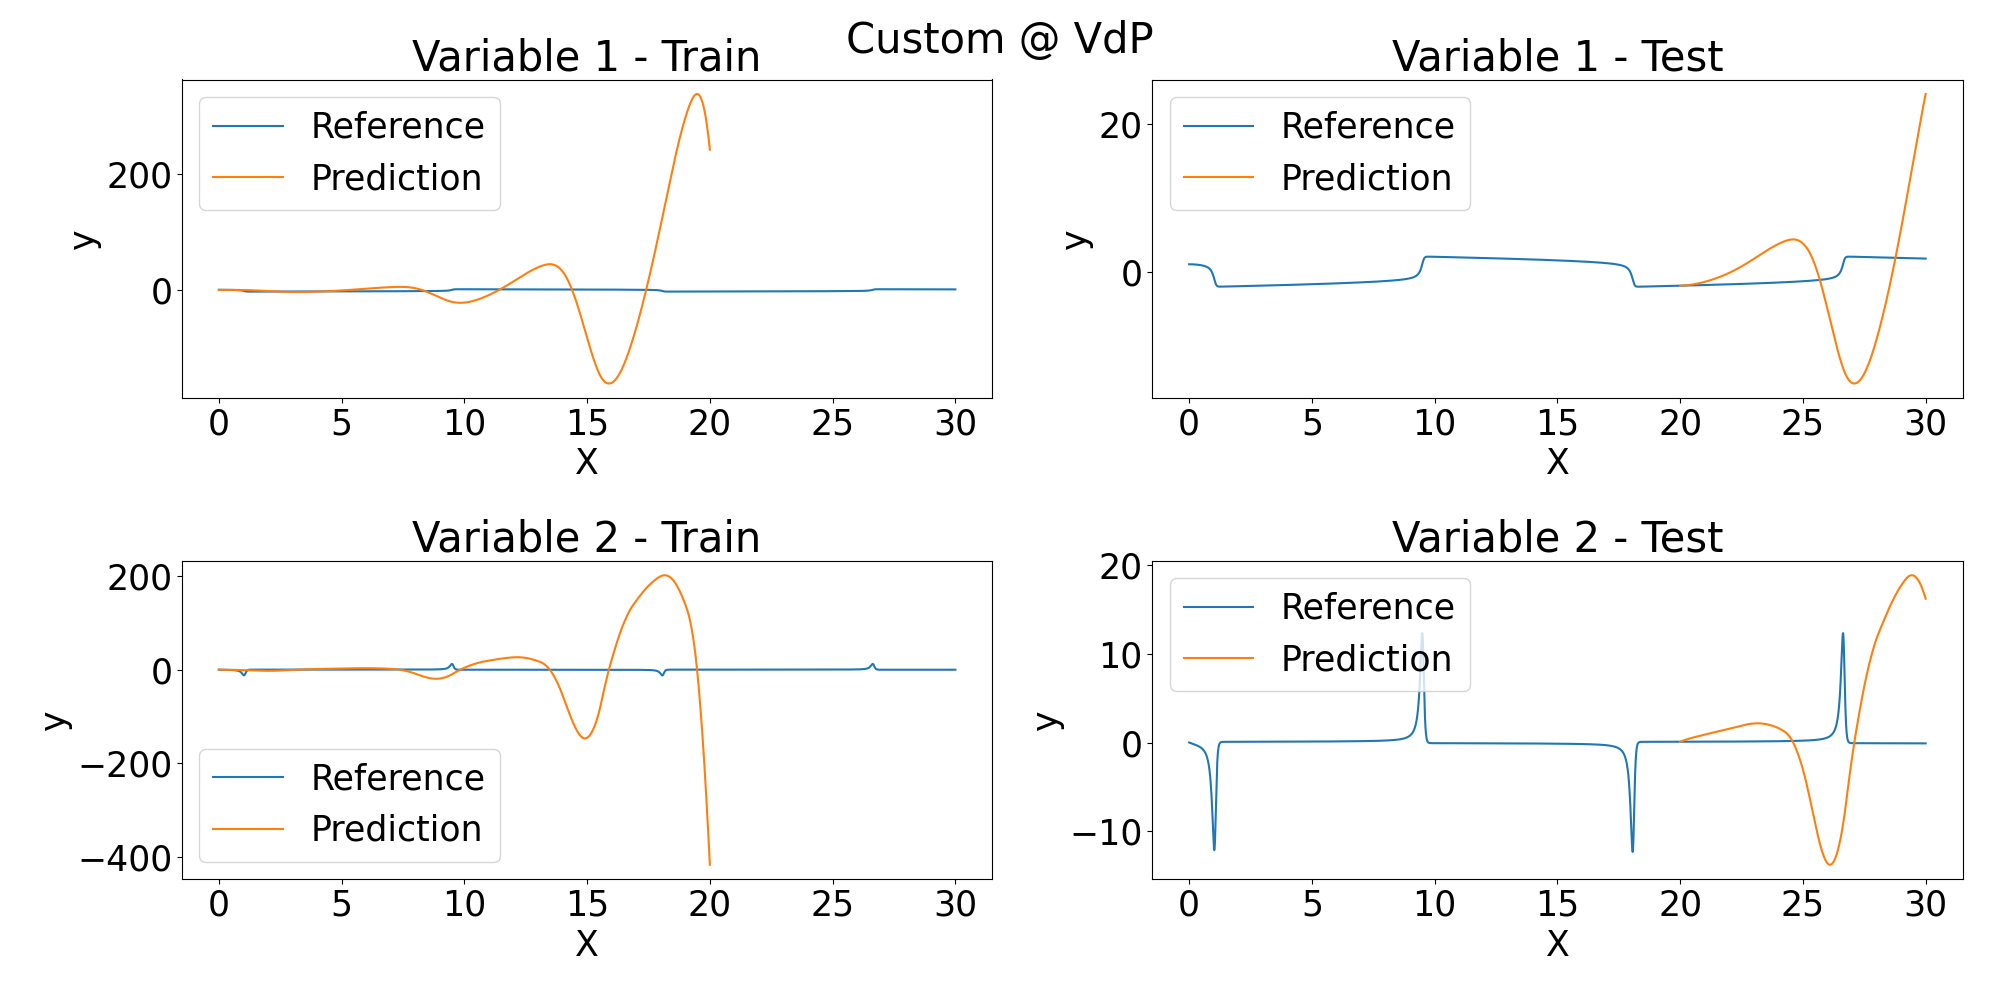 Custom @ VdP
Variable 1 - Train
Reference
Prediction
y
200
0
0 5 10 15 20 25 30
X
Variable 1 - Test
Reference
Prediction
y
20
0
0 5 10 15 20 25 30
X
Variable 2 - Train
Reference
Prediction
y
200
0
−200
−400
0 5 10 15 20 25 30
X
Variable 2 - Test
Reference
Prediction
y
20
10
0
−10
0 5 10 15 20 25 30
X